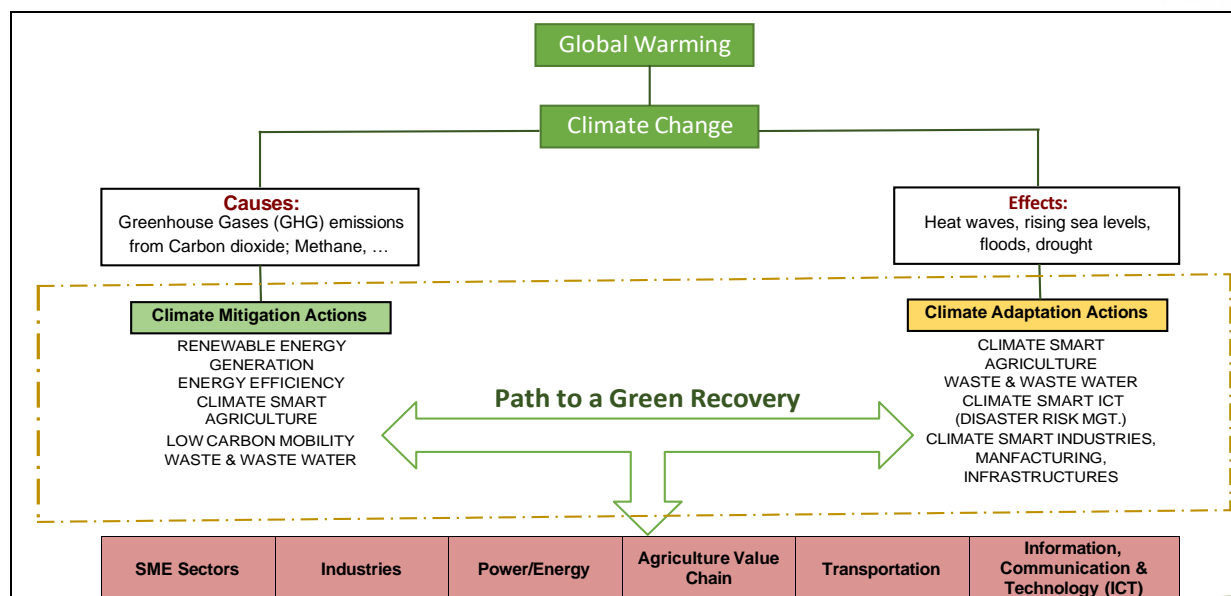 Global Warming
Climate Change
Causes:
Greenhouse Gases (GHG) emissions
from Carbon dioxide; Methane, …
Effects:
Heat waves, rising sea levels,
floods, drought
Climate Mitigation Actions
RENEWABLE ENERGY
GENERATION
ENERGY EFFICIENCY
CLIMATE SMART
AGRICULTURE
LOW CARBON MOBILITY
WASTE & WASTE WATER
Climate Adaptation Actions
CLIMATE SMART
AGRICULTURE
WASTE & WASTE WATER
CLIMATE SMART ICT
(DISASTER RISK MGT.)
CLIMATE SMART INDUSTRIES,
MANFACTURING,
INFRASTRUCTURES
Path to a Green Recovery
SME Sectors
Industries
Power/Energy
Agriculture Value
Chain
Transportation
Information,
Communication &
Technology (ICT)